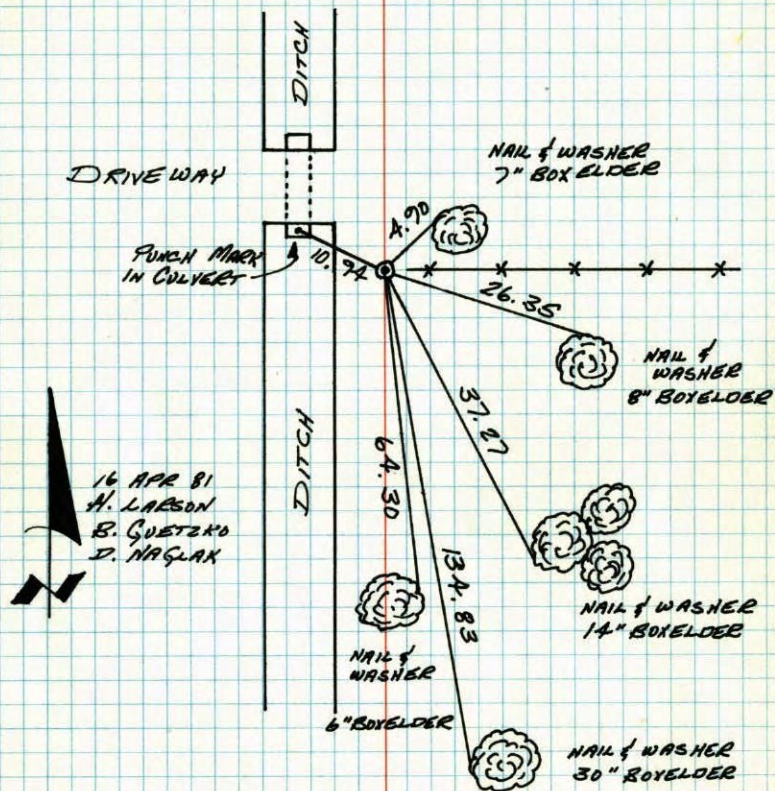 DITCH
DRIVEWAY
NAIL & WASHER
7" BOXELDER
4.90
PUNCH MARK
IN CULVERT
10.94
26.35
NAIL &
WASHER
8" BOXELDER
37.27
DITCH
64.30
134.83
16 APR 81
H. LARSON
B. GUETZKO
D. NAGLAK
NAIL & WASHER
14" BOXELDER
NAIL &
WASHER
6" BOXELDER
NAIL & WASHER
30" BOXELDER